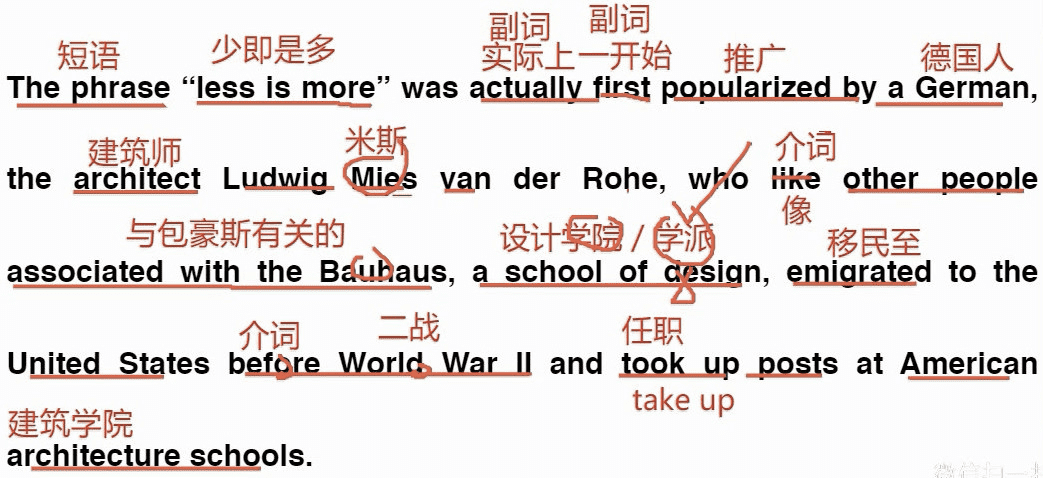 短语 少即是多 副词 副词
实际上 一开始 推广 德国人
The phrase “less is more” was actually first popularized by a German,
建筑师 米斯 介词
the architect Ludwig Mies van der Rohe, who like other people
像
与包豪斯有关的 设计学院 / 学派 移民至
associated with the Bauhaus, a school of design, emigrated to the
介词 二战 任职
United States before World War II and took up posts at American
take up
建筑学院
architecture schools.